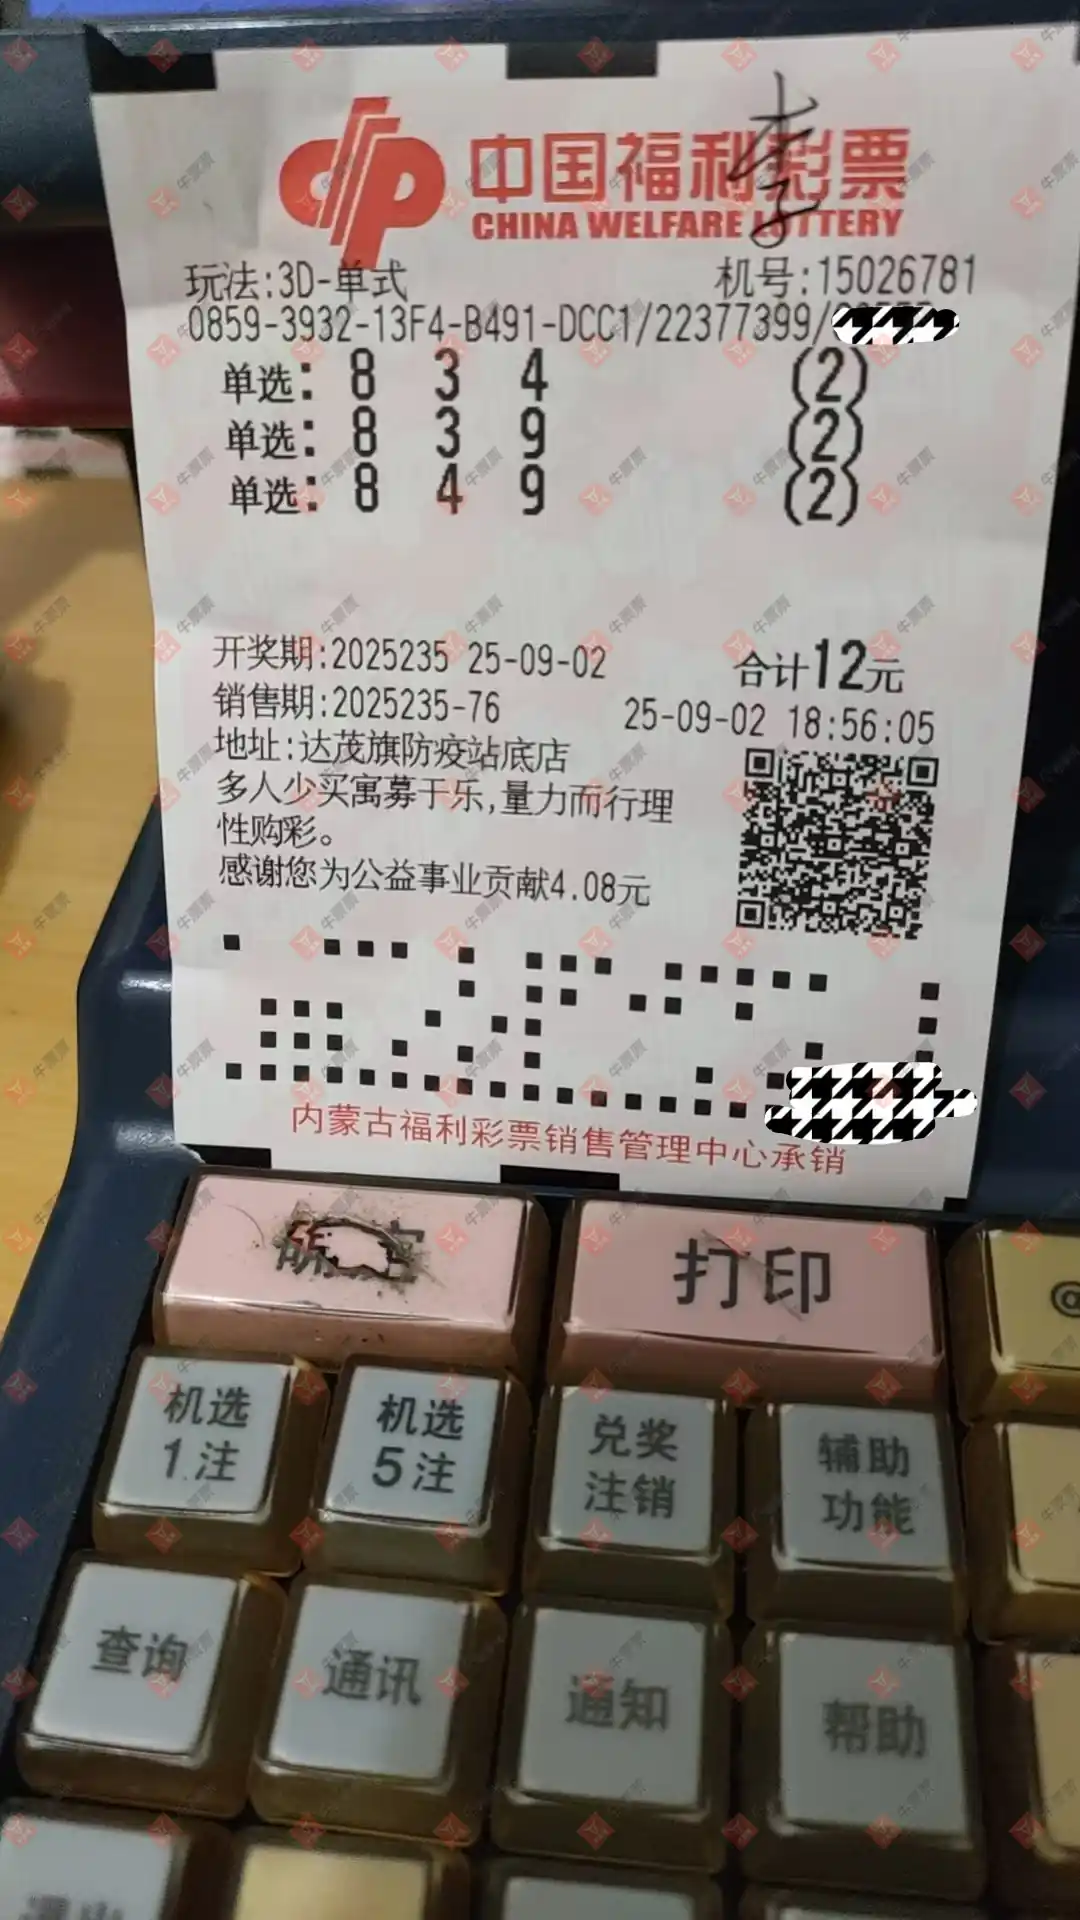 李
中国福利彩票
CHINA WELFARE LOTTERY
玩法:3D-单式 机号:15026781
0859-3932-13F4-B491-DCC1/22377399/
单选: 8 3 4 (2)
单选: 8 3 9 (2)
单选: 8 4 9 (2)
开奖期:2025235 25-09-02 合计12元
销售期:2025235-76 25-09-02 18:56:05
地址:达茂旗防疫站底店
多人少买寓募于乐,量力而行理
性购彩。
感谢您为公益事业贡献4.08元
内蒙古福利彩票销售管理中心承销
确定 打印 @
机选 机选 兑奖 辅助
1注 5注 注销 功能
查询 通讯 通知 帮助
牛票票